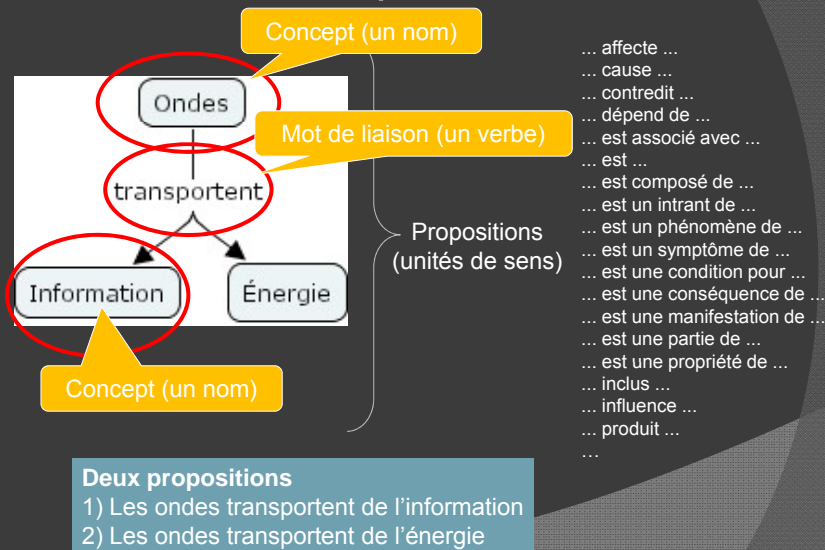 Concept (un nom)
Ondes
Mot de liaison (un verbe)
transportent
Information
Énergie
Concept (un nom)
Propositions
(unités de sens)
... affecte ...
... cause ...
... contredit ...
... dépend de ...
... est associé avec ...
... est ...
... est composé de ...
... est un intrant de ...
... est un phénomène de ...
... est un symptôme de ...
... est une condition pour ...
... est une conséquence de ...
... est une manifestation de ...
... est une partie de ...
... est une propriété de ...
... inclus ...
... influence ...
... produit ...
...
Deux propositions
1) Les ondes transportent de l’information
2) Les ondes transportent de l’énergie